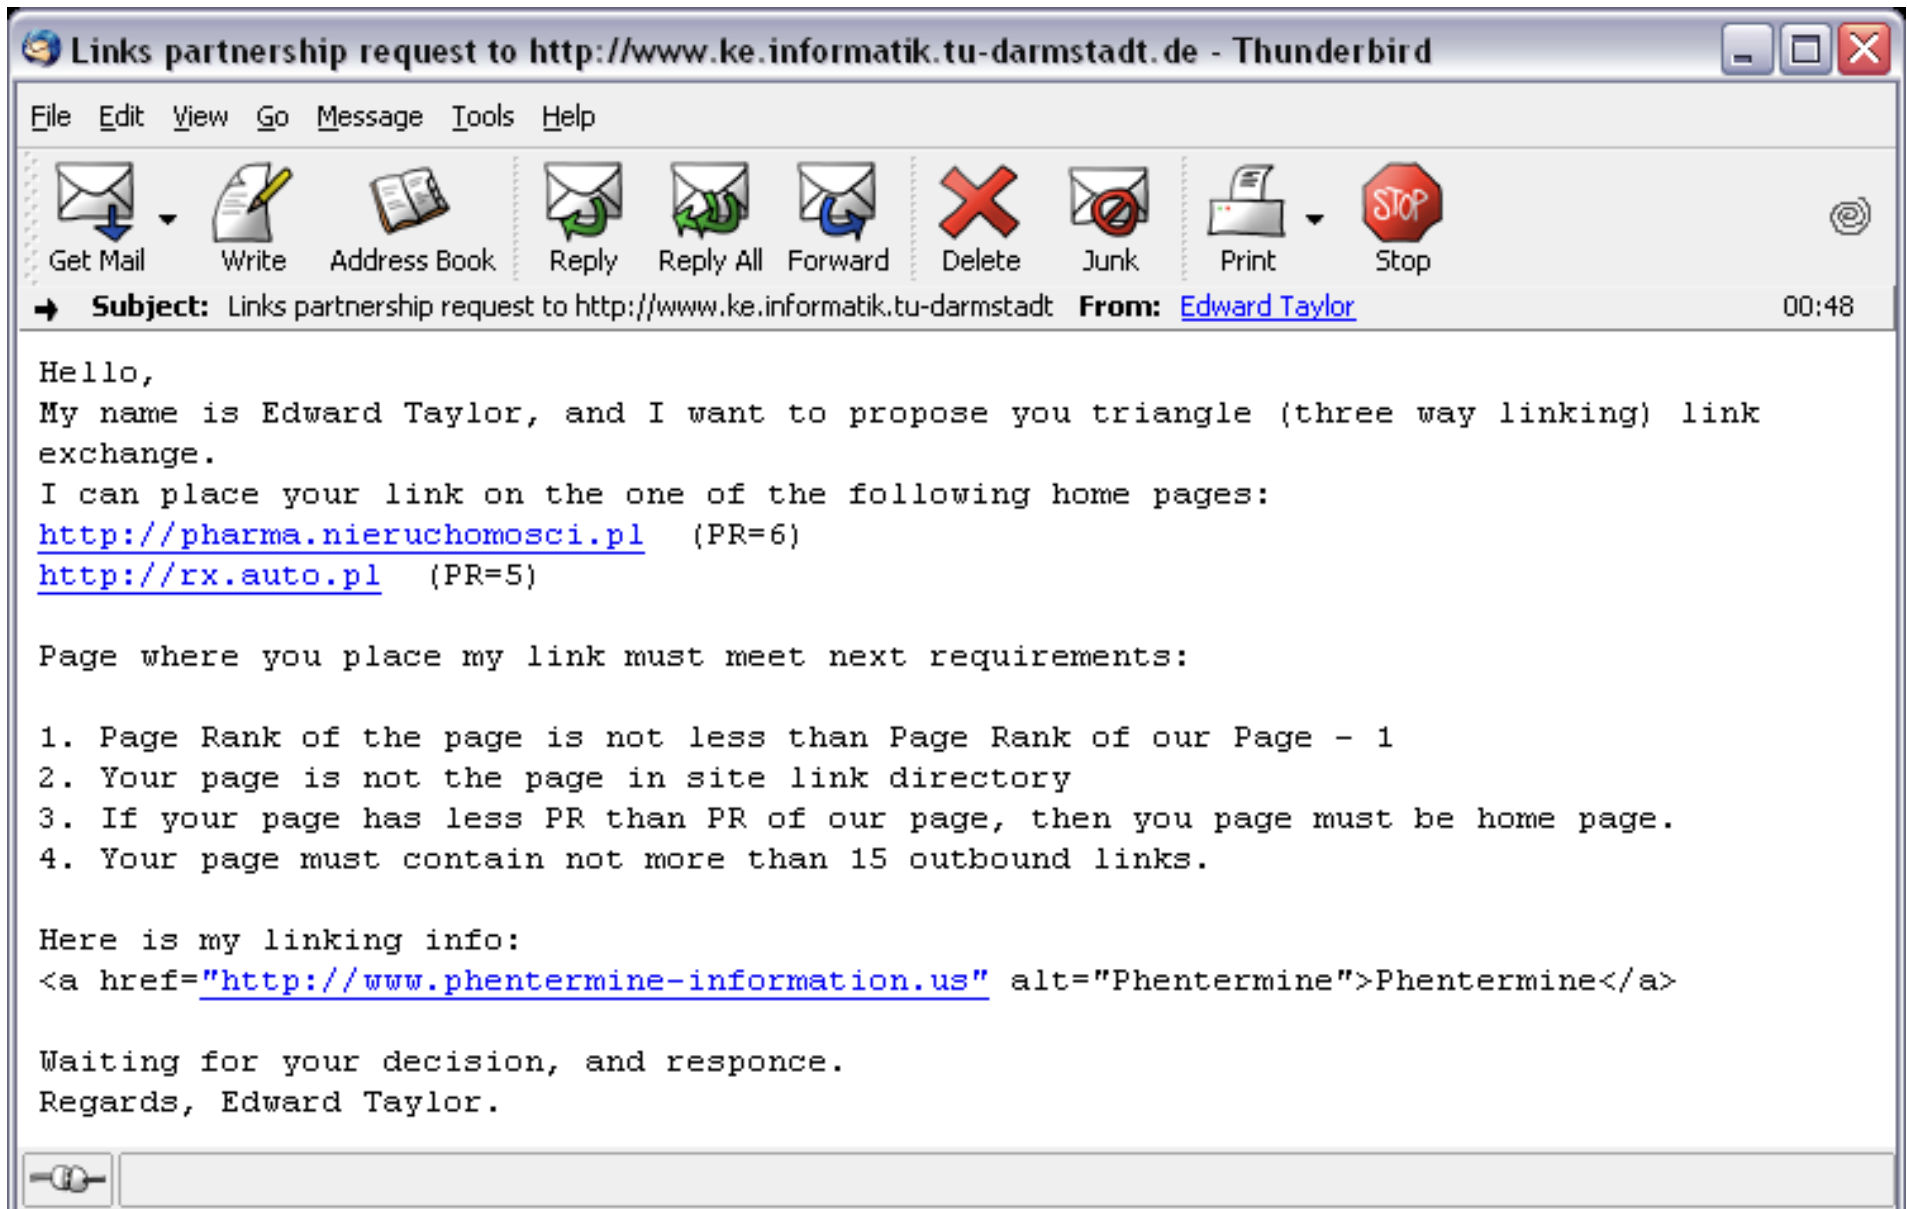 Links partnership request to http://www.ke.informatik.tu-darmstadt.de - Thunderbird
File Edit View Go Message Tools Help
STOP
Get Mail Write Address Book Reply Reply All Forward Delete Junk Print Stop
Subject: Links partnership request to http://www.ke.informatik.tu-darmstadt From: Edward Taylor 00:48
Hello,
My name is Edward Taylor, and I want to propose you triangle (three way linking) link
exchange.
I can place your link on the one of the following home pages:
http://pharma.nieruchomosci.pl (PR=6)
http://rx.auto.pl (PR=5)
Page where you place my link must meet next requirements:
1. Page Rank of the page is not less than Page Rank of our Page - 1
2. Your page is not the page in site link directory
3. If your page has less PR than PR of our page, then you page must be home page.
4. Your page must contain not more than 15 outbound links.
Here is my linking info:
<a href="http://www.phentermine-information.us" alt="Phentermine">Phentermine</a>
Waiting for your decision, and responce.
Regards, Edward Taylor.